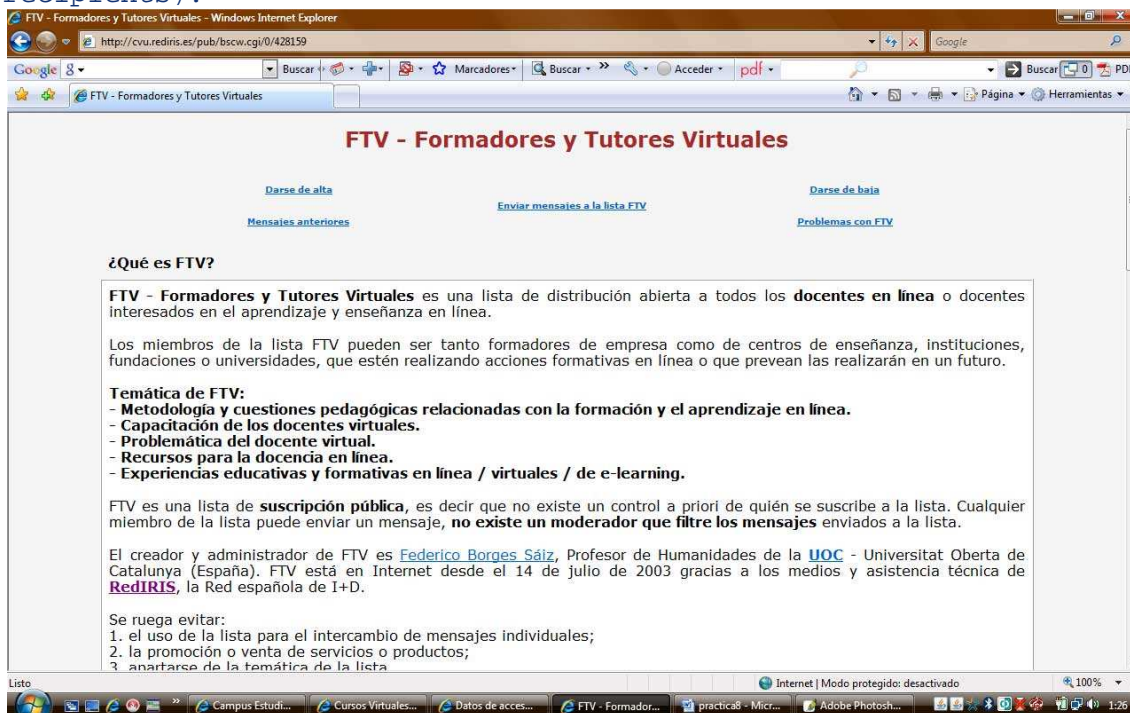 recipiches).
FTV - Formadores y Tutores Virtuales - Windows Internet Explorer
http://cvu.rediris.es/pub/bscw.cgi/0/428159
Google
Google
Buscar
Marcadores
Buscar
Acceder
pdf
Buscar
0
PD
FTV - Formadores y Tutores Virtuales
Página
Herramientas
FTV - Formadores y Tutores Virtuales
Darse de alta
Darse de baja
Enviar mensajes a la lista FTV
Mensajes anteriores
Problemas con FTV
¿Qué es FTV?
FTV - Formadores y Tutores Virtuales es una lista de distribución abierta a todos los docentes en línea o docentes
interesados en el aprendizaje y enseñanza en línea.
Los miembros de la lista FTV pueden ser tanto formadores de empresa como de centros de enseñanza, instituciones,
fundaciones o universidades, que estén realizando acciones formativas en línea o que prevean las realizarán en un futuro.
Temática de FTV:
- Metodología y cuestiones pedagógicas relacionadas con la formación y el aprendizaje en línea.
- Capacitación de los docentes virtuales.
- Problemática del docente virtual.
- Recursos para la docencia en línea.
- Experiencias educativas y formativas en línea / virtuales / de e-learning.
FTV es una lista de suscripción pública, es decir que no existe un control a priori de quién se suscribe a la lista. Cualquier
miembro de la lista puede enviar un mensaje, no existe un moderador que filtre los mensajes enviados a la lista.
El creador y administrador de FTV es Federico Borges Sáiz, Profesor de Humanidades de la UOC - Universitat Oberta de
Catalunya (España). FTV está en Internet desde el 14 de julio de 2003 gracias a los medios y asistencia técnica de
RedIRIS, la Red española de I+D.
Se ruega evitar:
1. el uso de la lista para el intercambio de mensajes individuales;
2. la promoción o venta de servicios o productos;
3. apartarse de la temática de la lista
Listo
Internet | Modo protegido: desactivado
100%
Campus Estudi...
Cursos Virtuales...
Datos de acces...
FTV - Formador...
practica8 - Micr...
Adobe Photosh...
1:26